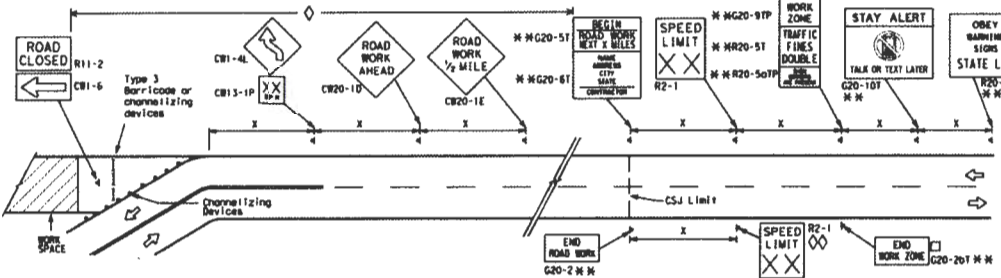 ROAD
CLOSED
R11-2
CW1-6
Type 3
Barricade or
channelizing
devices
CW1-4L
XX
MPH
CW13-1P
ROAD
WORK
AHEAD
CW20-1D
ROAD
WORK
1/2 MILE
CW20-1E
BEGIN
ROAD WORK
NEXT X MILES
* *G20-5T
NAME
ADDRESS
CITY
STATE
CONTRACTOR
* *G20-6T
SPEED
LIMIT
X X
R2-1
WORK
ZONE
* *G20-9TP
TRAFFIC
FINES
DOUBLE
* *R20-5T
* *R20-5aTP
STAY ALERT
TALK OR TEXT LATER
G20-10T
* *
OBEY
WARNING
SIGNS
STATE L
R20-
X
X
X
X
X
X
X
Channelizing
Devices
WORK
SPACE
CSJ Limit
END
ROAD WORK
G20-2 * *
X
SPEED
LIMIT
X X
R2-1
END
WORK ZONE
G20-2bT * *